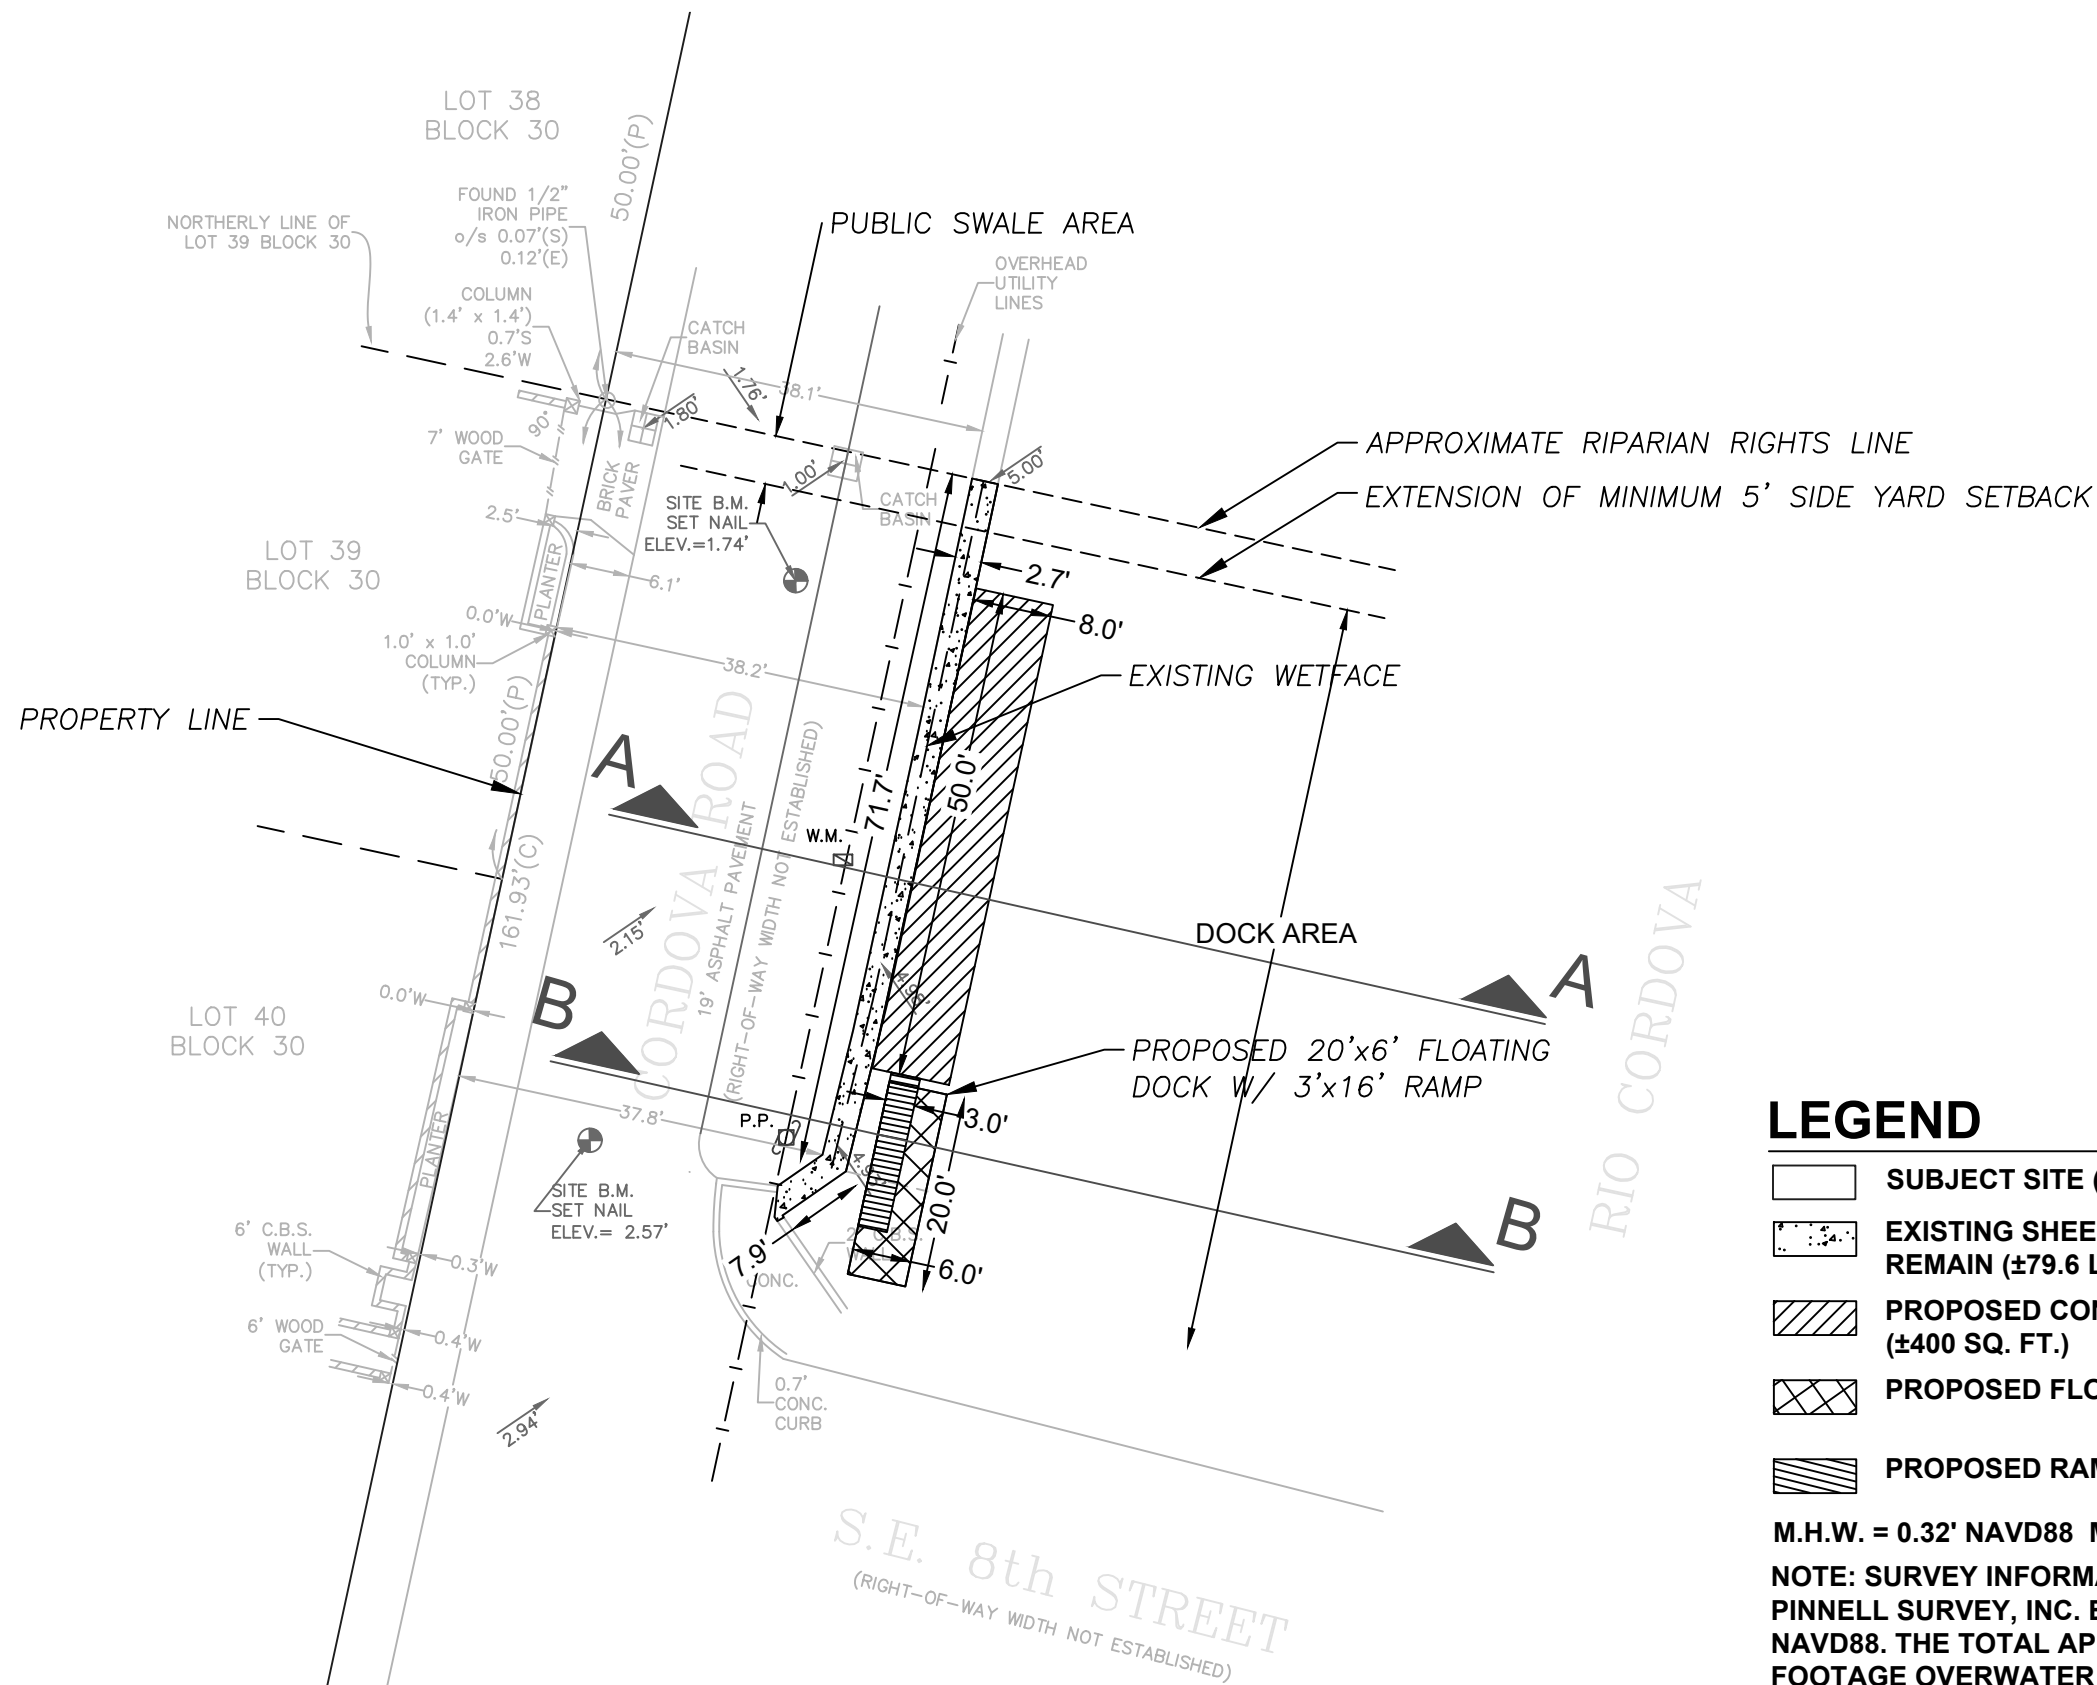 LOT 38
BLOCK 30
50.00'(P)
FOUND 1/2"
IRON PIPE
o/s 0.07'(S)
0.12'(E)
NORTHERLY LINE OF
LOT 39 BLOCK 30
PUBLIC SWALE AREA
OVERHEAD
UTILITY
LINES
COLUMN
(1.4' x 1.4')
0.7'S
2.6'W
CATCH
BASIN
1.76'
38.1'
1.80'
90°
7' WOOD
GATE
BRICK
PAVER
1.00'
5.00'
APPROXIMATE RIPARIAN RIGHTS LINE
EXTENSION OF MINIMUM 5' SIDE YARD SETBACK
SITE B.M.
SET NAIL
ELEV.=1.74'
CATCH
BASIN
2.5'
LOT 39
BLOCK 30
PLANTER
6.1'
2.7'
8.0'
0.0'W
1.0' x 1.0'
COLUMN
(TYP.)
38.2'
EXISTING WETFACE
PROPERTY LINE
50.00'(P)
A
CORDOVA ROAD
19' ASPHALT PAVEMENT
(RIGHT-OF-WAY WIDTH NOT ESTABLISHED)
71.7'
50.0'
W.M.
161.93'(C)
2.15'
DOCK AREA
RIO CORDOVA
A
4.98'
0.0'W
B
LOT 40
BLOCK 30
PROPOSED 20'x6' FLOATING
DOCK W/ 3'x16' RAMP
37.8'
P.P.
3.0'
PLANTER
SITE B.M.
SET NAIL
ELEV.= 2.57'
20.0'
B
7.9'
CONC.
6.0'
6' C.B.S.
WALL
(TYP.)
0.3'W
6' WOOD
GATE
0.4'W
0.4'W
0.7'
CONC.
CURB
2.94'
S.E. 8th STREET
(RIGHT-OF-WAY WIDTH NOT ESTABLISHED)
LEGEND
SUBJECT SITE (
EXISTING SHEE
REMAIN (±79.6 L
PROPOSED CON
(±400 SQ. FT.)
PROPOSED FLO
PROPOSED RAM
M.H.W. = 0.32' NAVD88 M
NOTE: SURVEY INFORMA
PINNELL SURVEY, INC. E
NAVD88. THE TOTAL AP
FOOTAGE OVERWATER